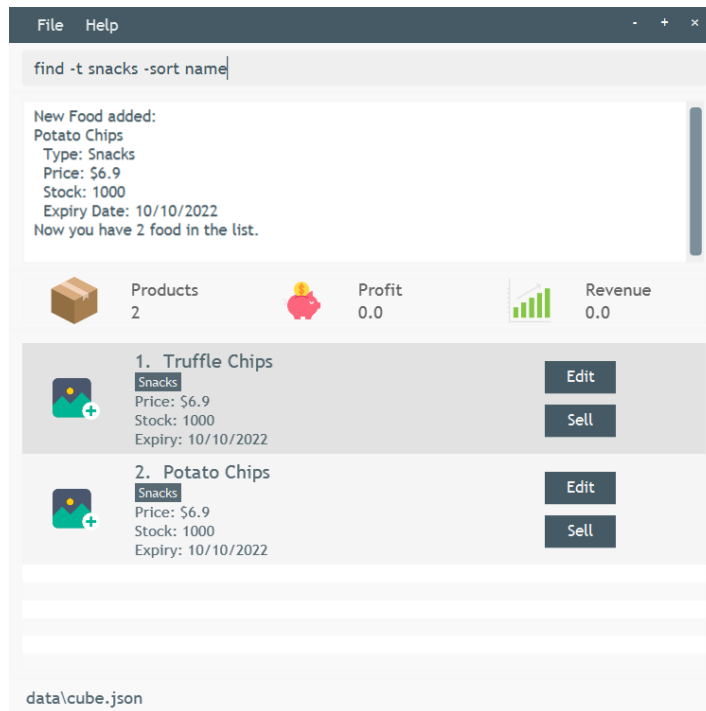 File Help - + ×
find -t snacks -sort name
New Food added:
Potato Chips
Type: Snacks
Price: $6.9
Stock: 1000
Expiry Date: 10/10/2022
Now you have 2 food in the list.
Products Profit Revenue
2 0.0 0.0
1. Truffle Chips
Snacks
Price: $6.9
Stock: 1000
Expiry: 10/10/2022
Edit
Sell
2. Potato Chips
Snacks
Price: $6.9
Stock: 1000
Expiry: 10/10/2022
Edit
Sell
data\cube.json